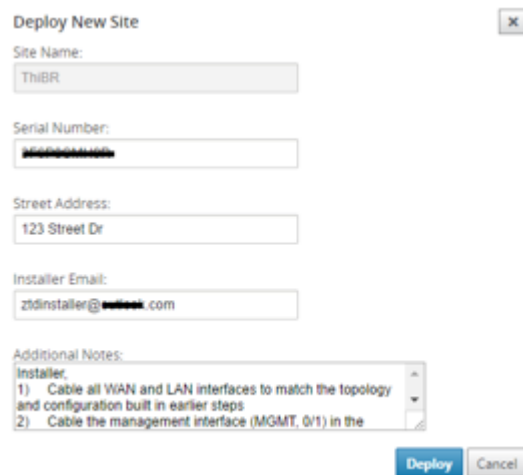 Deploy New Site
Site Name:
ThiBR
Serial Number:
Street Address:
123 Street Dr
Installer Email:
ztdinstaller@ .com
Additional Notes:
Installer,
1) Cable all WAN and LAN interfaces to match the topology
and configuration built in earlier steps
2) Cable the management interface (MGMT, 0/1) in the
Deploy Cancel